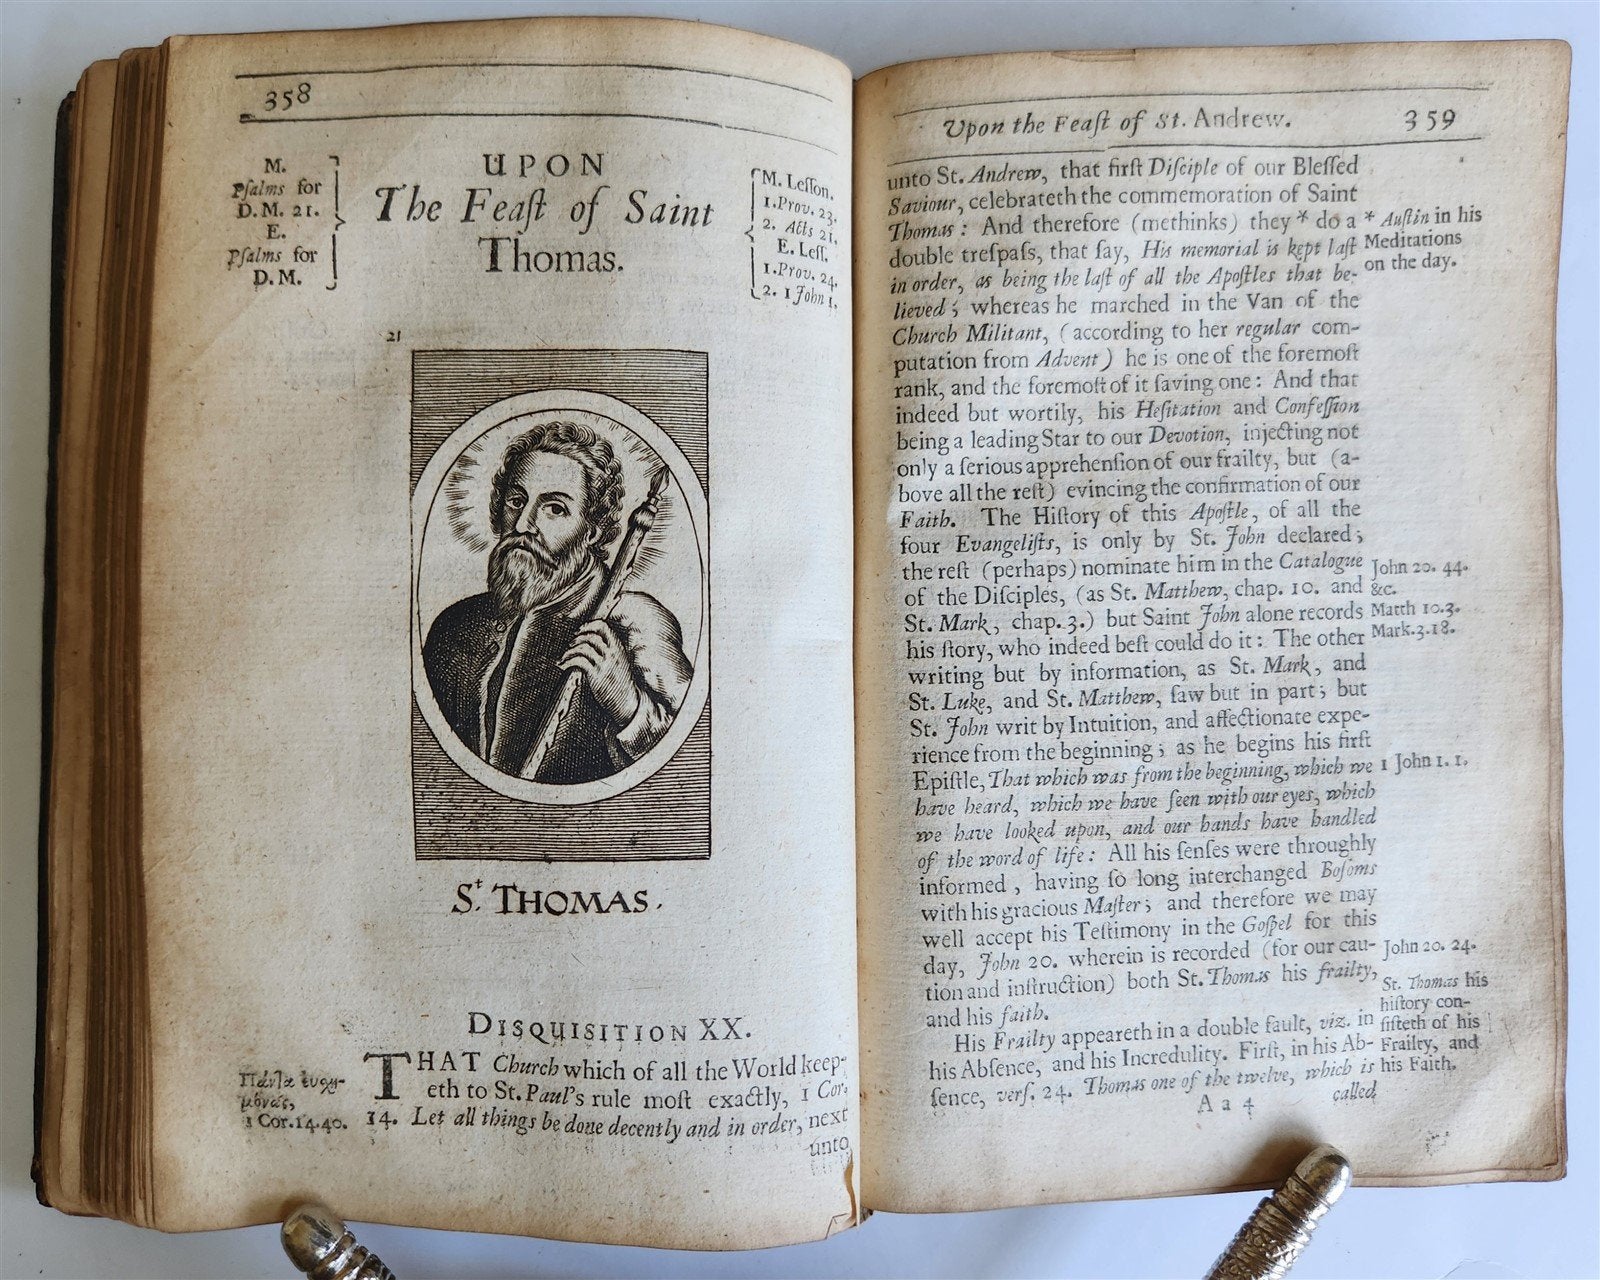 358
M.
Pſalms for
D.M. 21.
E.
Pſalms for
D.M.
UPON
The Feaſt of Saint
Thomas.
M. Leſſon.
1. Prov. 23.
2. Acts 21.
E. Leſſ.
1. Prov. 24.
2. 1 John 1.
21
St. THOMAS.
DISQUISITION XX.
THAT Church which of all the World keep-
eth to St. Paul's rule moſt exactly, 1 Cor.
14. Let all things be done decently and in order, next
unto
1 Cor. 14. 40.
Upon the Feaſt of St. Andrew. 359
unto St. Andrew, that firſt Diſciple of our Bleſſed
Saviour, celebrateth the commemoration of Saint
Thomas: And therefore (methinks) they * do a
double treſpaſs, that ſay, His memorial is kept laſt
in order, as being the laſt of all the Apoſtles that be-
lieved; whereas he marched in the Van of the
Church Militant, (according to her regular com-
putation from Advent) he is one of the foremoſt
rank, and the foremoſt of it ſaving one: And that
indeed but wortily, his Heſitation and Confeſſion
being a leading Star to our Devotion, injecting not
only a ſerious apprehenſion of our frailty, but (a-
bove all the reſt) evincing the confirmation of our
Faith. The Hiſtory of this Apoſtle, of all the
four Evangeliſts, is only by St. John declared;
the reſt (perhaps) nominate him in the Catalogue
of the Diſciples, (as St. Matthew, chap. 10. and
St. Mark, chap. 3.) but Saint John alone records
his ſtory, who indeed beſt could do it: The other
writing but by information, as St. Mark, and
St. Luke, and St. Matthew, ſaw but in part; but
St. John writ by Intuition, and affectionate expe-
rience from the beginning; as he begins his firſt
Epiſtle, That which was from the beginning, which we
have heard, which we have ſeen with our eyes, which
we have looked upon, and our hands have handled
of the word of life: All his ſenſes were throughly
informed, having ſo long interchanged Boſoms
with his gracious Maſter; and therefore we may
well accept his Teſtimony in the Goſpel for this
day, John 20. wherein is recorded (for our cau-
tion and inſtruction) both St. Thomas his frailty,
and his faith.
His Frailty appeareth in a double fault, viz. in
his Abſence, and his Incredulity. Firſt, in his Ab-
ſence, verſ. 24. Thomas one of the twelve, which is
Aa 4 called
* Auſtin in his
Meditations
on the day.
John 20. 44.
&c.
Matth 10.3.
Mark.3.18.
1 John 1. 1.
John 20. 24.
St. Thomas his
hiſtory con-
ſiſteth of his
Frailty, and
his Faith.